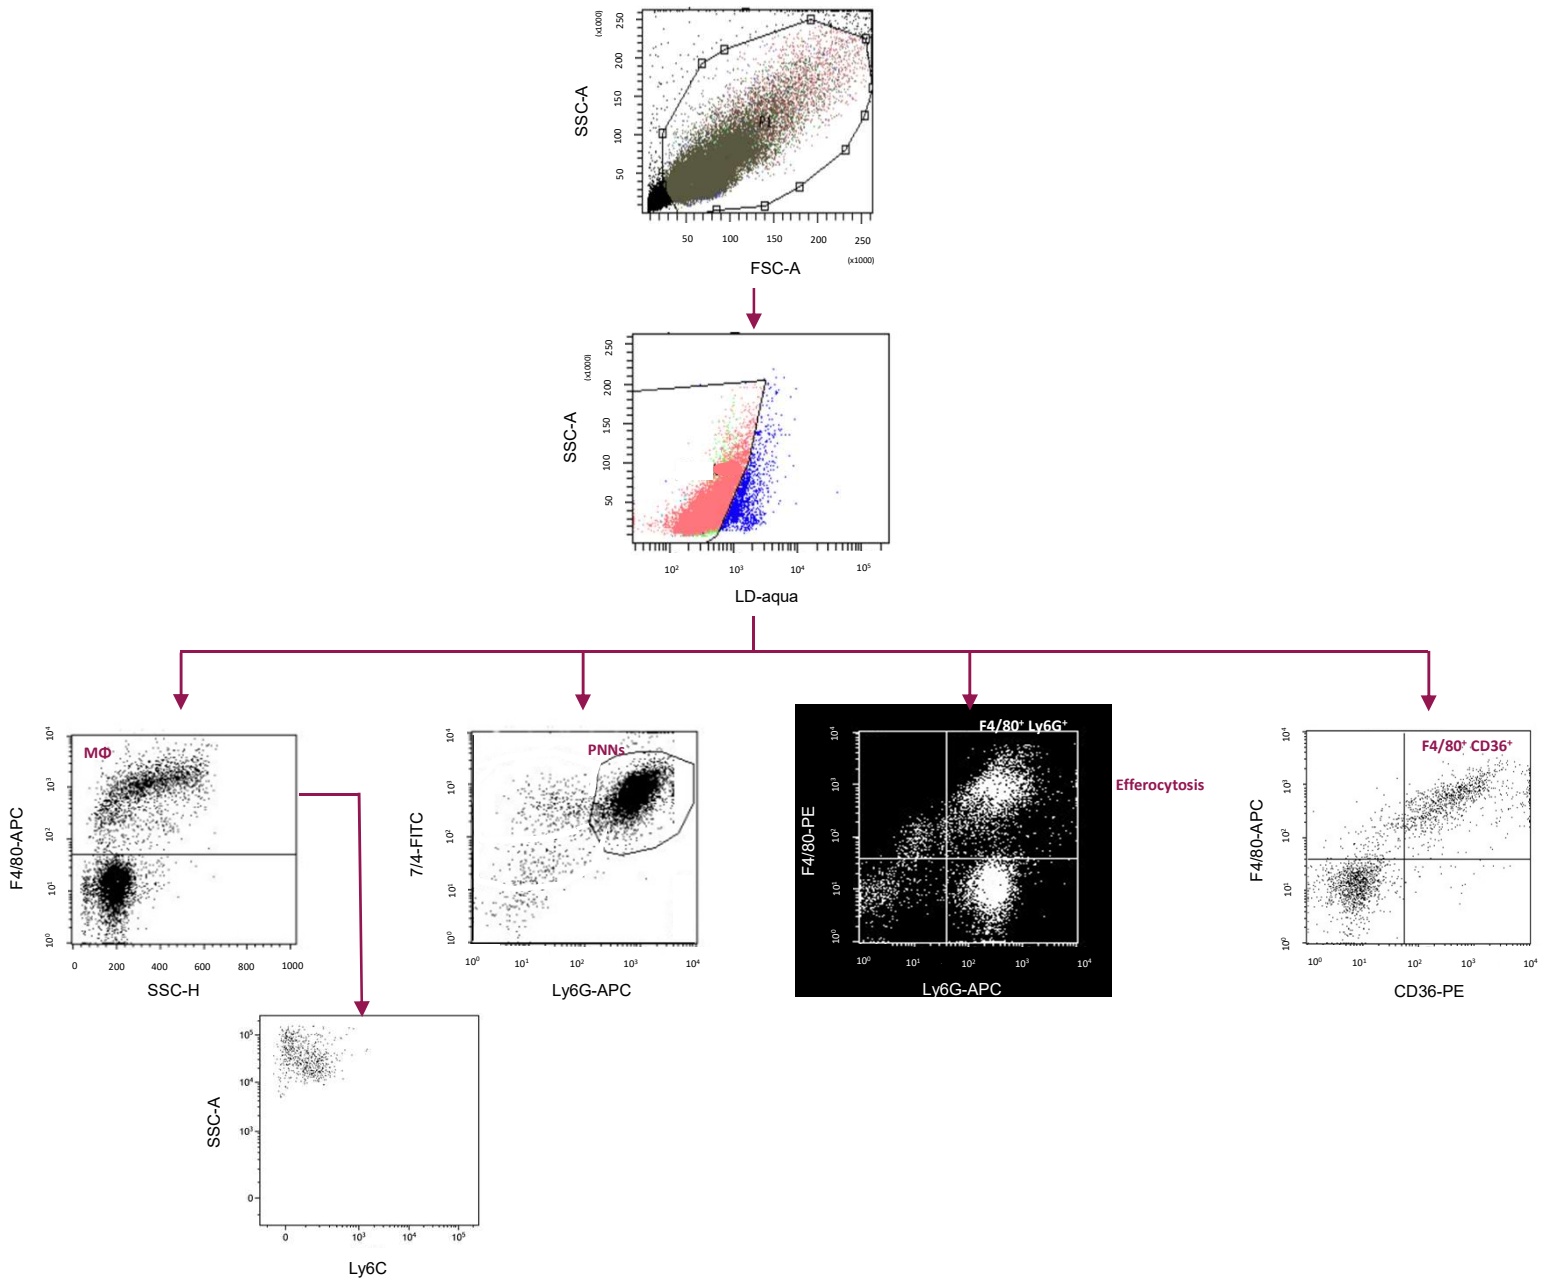 (x1000)
250
200
150
100
50
SSC-A
P1
50 100 150 200 250
(x1000)
FSC-A
(x1000)
250
200
150
100
50
SSC-A
10² 10³ 10⁴ 10⁵
LD-aqua
MΦ
10⁴
10³
10²
10¹
10⁰
F4/80-APC
0 200 400 600 800 1000
SSC-H
PNNs
10⁴
10³
10²
10¹
10⁰
7/4-FITC
10⁰ 10¹ 10² 10³ 10⁴
Ly6G-APC
F4/80⁺ Ly6G⁺
10⁴
10³
10²
10¹
10⁰
F4/80-PE
10⁰ 10¹ 10² 10³ 10⁴
Ly6G-APC
Efferocytosis
F4/80⁺ CD36⁺
10⁴
10³
10²
10¹
10⁰
F4/80-APC
10⁰ 10¹ 10² 10³ 10⁴
CD36-PE
10⁵
10⁴
10³
0
SSC-A
0 10³ 10⁴ 10⁵
Ly6C